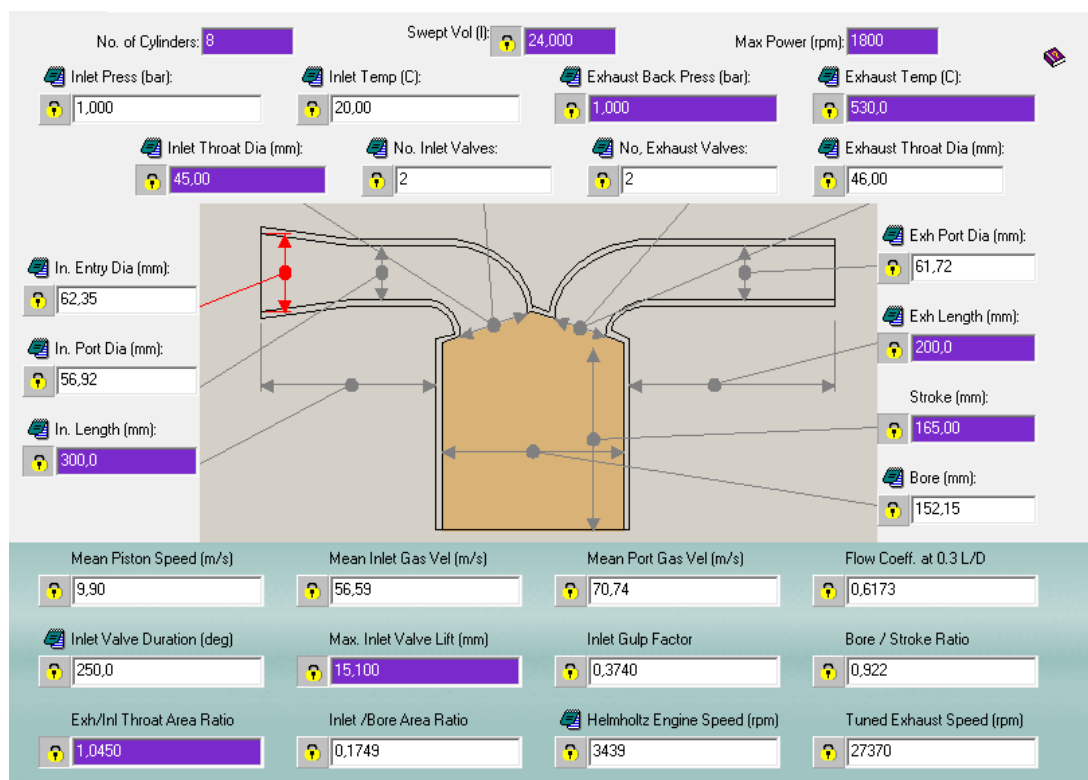 No. of Cylinders: 8 Swept Vol (l): 24,000 Max Power (rpm): 1800
Inlet Press (bar): Inlet Temp (C): Exhaust Back Press (bar): Exhaust Temp (C):
1,000 20,00 1,000 530,0
Inlet Throat Dia (mm): No. Inlet Valves: No, Exhaust Valves: Exhaust Throat Dia (mm):
45,00 2 2 46,00
In. Entry Dia (mm):
62,35
In. Port Dia (mm):
56,92
In. Length (mm):
300,0
Exh Port Dia (mm):
61,72
Exh Length (mm):
200,0
Stroke (mm):
165,00
Bore (mm):
152,15
Mean Piston Speed (m/s) Mean Inlet Gas Vel (m/s) Mean Port Gas Vel (m/s) Flow Coeff. at 0.3 L/D
9,90 56,59 70,74 0,6173
Inlet Valve Duration (deg) Max. Inlet Valve Lift (mm) Inlet Gulp Factor Bore / Stroke Ratio
250,0 15,100 0,3740 0,922
Exh/Inl Throat Area Ratio Inlet /Bore Area Ratio Helmholtz Engine Speed (rpm) Tuned Exhaust Speed (rpm)
1,0450 0,1749 3439 27370